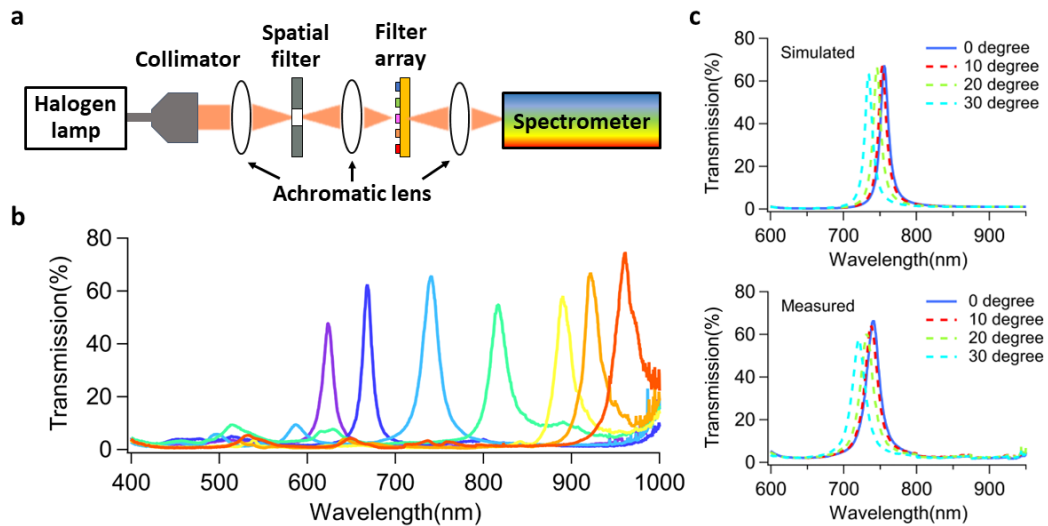 a
Halogen
lamp
Collimator
Spatial
filter
Filter
array
Spectrometer
Achromatic lens
b
Transmission(%)
80
60
40
20
0
400
500
600
700
800
900
1000
Wavelength(nm)
c
Transmission(%)
80
60
40
20
0
Simulated
0 degree
10 degree
20 degree
30 degree
600
700
800
900
Wavelength(nm)
Transmission(%)
80
60
40
20
0
Measured
0 degree
10 degree
20 degree
30 degree
600
700
800
900
Wavelength(nm)